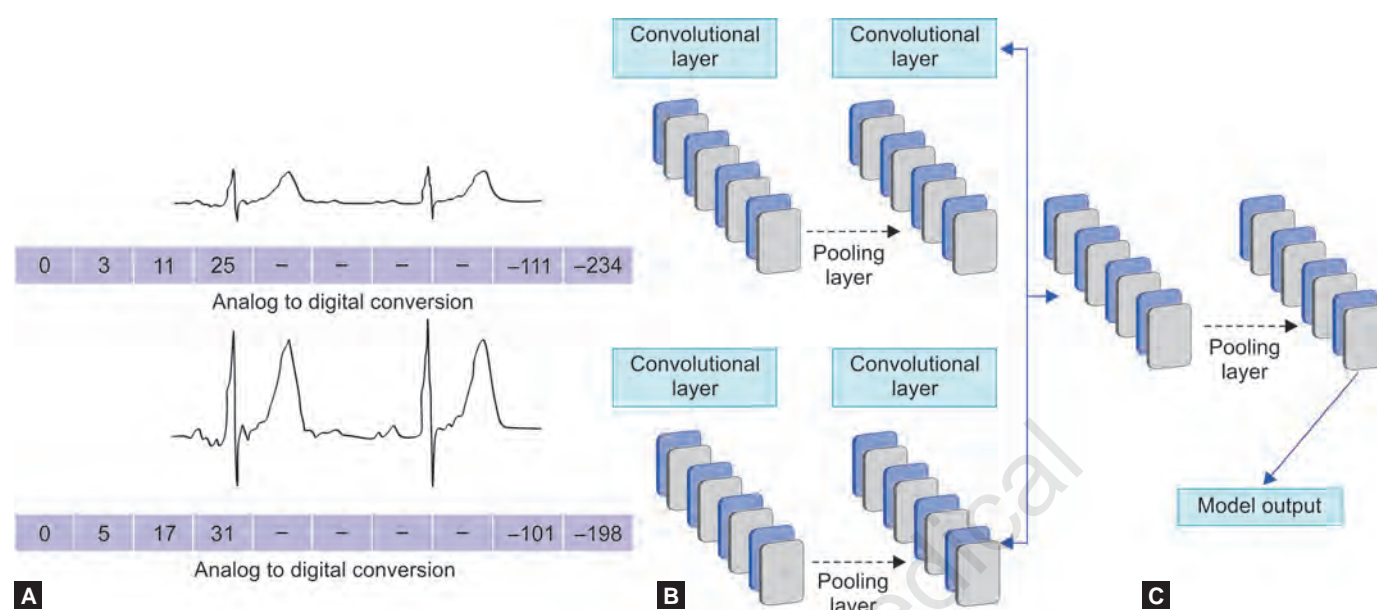 Convolutional
layer
Convolutional
layer
0 3 11 25 – – – – –111 –234
Analog to digital conversion
Pooling
layer
Pooling
layer
Convolutional
layer
Convolutional
layer
Model output
0 5 17 31 – – – – –101 –198
Analog to digital conversion
Pooling
layer
A
B
C
edical